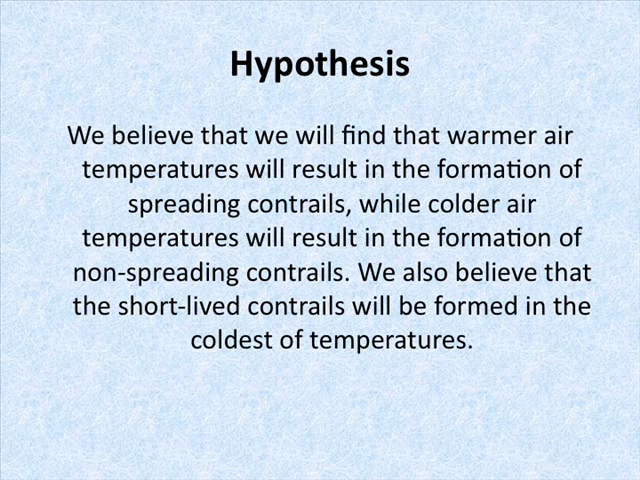 Hypothesis
We believe that we will find that warmer air
temperatures will result in the formation of
spreading contrails, while colder air
temperatures will result in the formation of
non-spreading contrails. We also believe that
the short-lived contrails will be formed in the
coldest of temperatures.